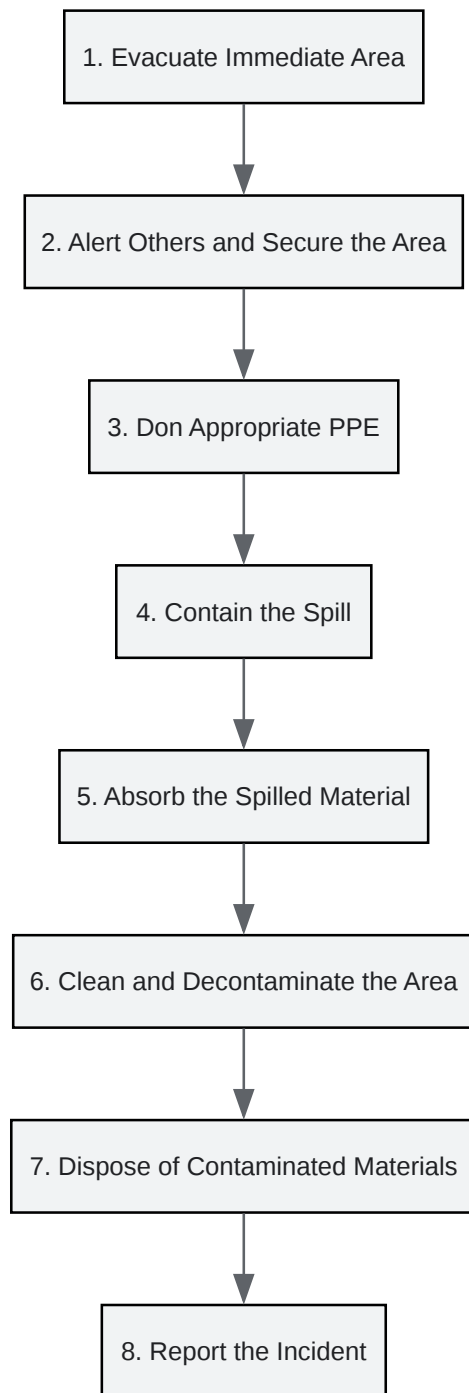 1. Evacuate Immediate Area
2. Alert Others and Secure the Area
3. Don Appropriate PPE
4. Contain the Spill
5. Absorb the Spilled Material
6. Clean and Decontaminate the Area
7. Dispose of Contaminated Materials
8. Report the Incident